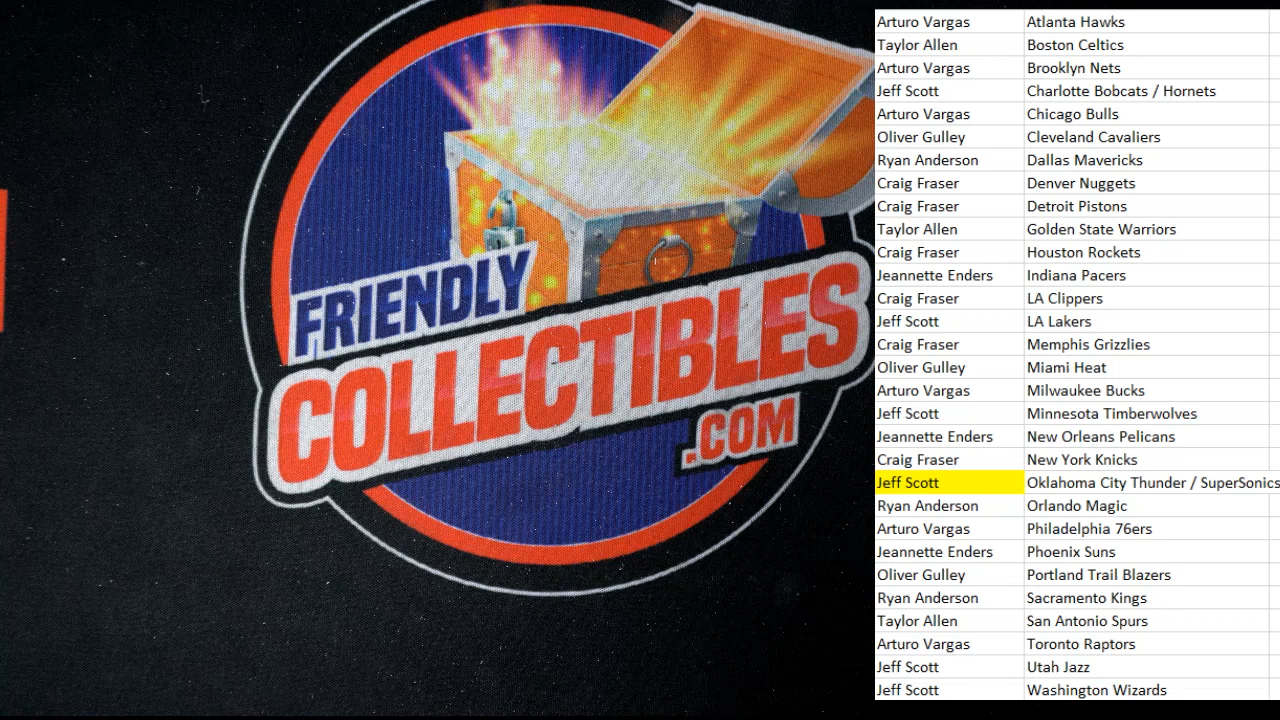 FRIENDLY
COLLECTIBLES
.COM
Arturo Vargas Atlanta Hawks
Taylor Allen Boston Celtics
Arturo Vargas Brooklyn Nets
Jeff Scott Charlotte Bobcats / Hornets
Arturo Vargas Chicago Bulls
Oliver Gulley Cleveland Cavaliers
Ryan Anderson Dallas Mavericks
Craig Fraser Denver Nuggets
Craig Fraser Detroit Pistons
Taylor Allen Golden State Warriors
Craig Fraser Houston Rockets
Jeannette Enders Indiana Pacers
Craig Fraser LA Clippers
Jeff Scott LA Lakers
Craig Fraser Memphis Grizzlies
Oliver Gulley Miami Heat
Arturo Vargas Milwaukee Bucks
Jeff Scott Minnesota Timberwolves
Jeannette Enders New Orleans Pelicans
Craig Fraser New York Knicks
Jeff Scott Oklahoma City Thunder / SuperSonics
Ryan Anderson Orlando Magic
Arturo Vargas Philadelphia 76ers
Jeannette Enders Phoenix Suns
Oliver Gulley Portland Trail Blazers
Ryan Anderson Sacramento Kings
Taylor Allen San Antonio Spurs
Arturo Vargas Toronto Raptors
Jeff Scott Utah Jazz
Jeff Scott Washington Wizards